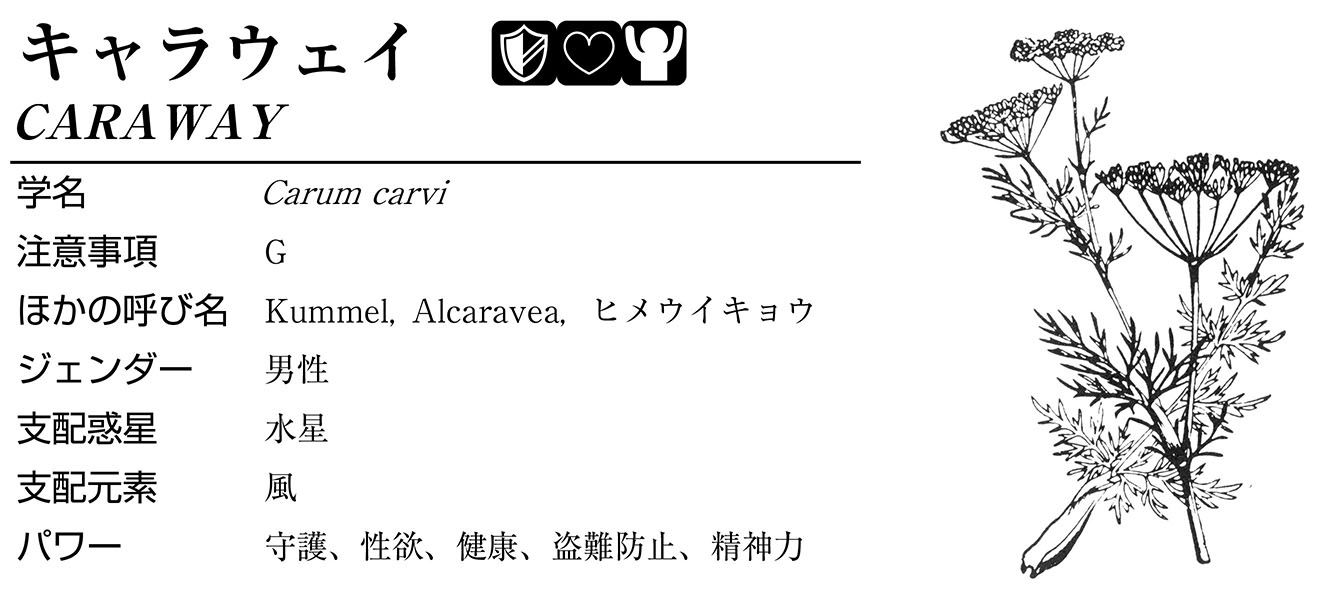 キャラウェイ
CARAWAY
学名 Carum carvi
注意事項 G
ほかの呼び名 Kummel, Alcaravea, ヒメウイキョウ
ジェンダー 男性
支配惑星 水星
支配元素 風
パワー 守護、性欲、健康、盗難防止、精神力